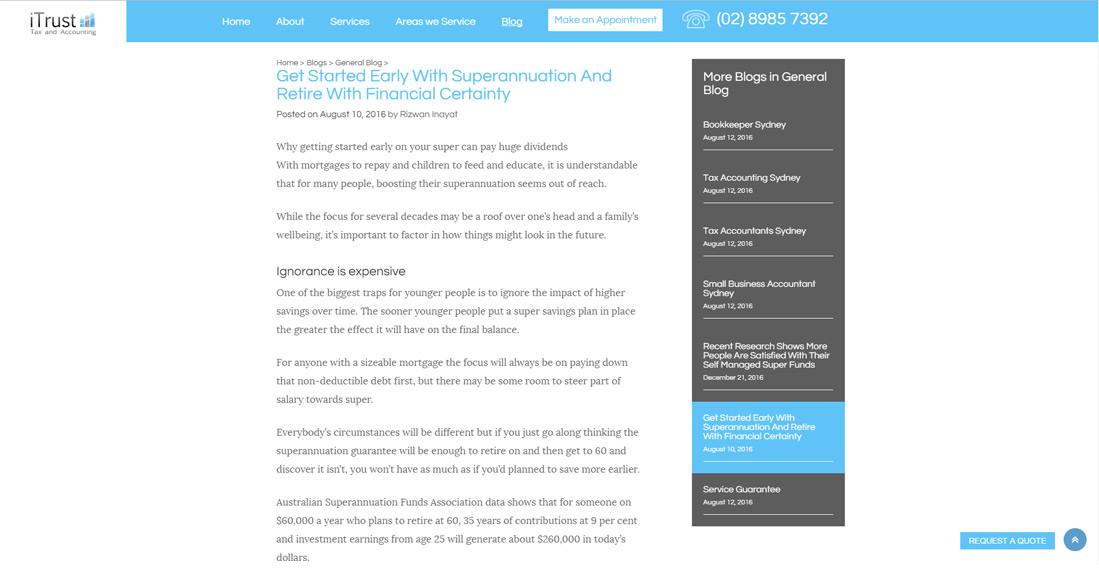 iTrust
Tax and Accounting
Home
About
Services
Areas we Service
Blog
Make an Appointment
(02) 8985 7392
Home > Blogs > General Blog >
Get Started Early With Superannuation And
Retire With Financial Certainty
Posted on August 10, 2016 by Rizwan Inayat
Why getting started early on your super can pay huge dividends
With mortgages to repay and children to feed and educate, it is understandable
that for many people, boosting their superannuation seems out of reach.
While the focus for several decades may be a roof over one's head and a family's
wellbeing, it's important to factor in how things might look in the future.
Ignorance is expensive
One of the biggest traps for younger people is to ignore the impact of higher
savings over time. The sooner younger people put a super savings plan in place
the greater the effect it will have on the final balance.
For anyone with a sizeable mortgage the focus will always be on paying down
that non-deductible debt first, but there may be some room to steer part of
salary towards super.
Everybody's circumstances will be different but if you just go along thinking the
superannuation guarantee will be enough to retire on and then get to 60 and
discover it isn't, you won't have as much as if you'd planned to save more earlier.
Australian Superannuation Funds Association data shows that for someone on
$60,000 a year who plans to retire at 60, 35 years of contributions at 9 per cent
and investment earnings from age 25 will generate about $260,000 in today's
dollars.
More Blogs in General
Blog
Bookkeeper Sydney
August 12, 2016
Tax Accounting Sydney
August 12, 2016
Tax Accountants Sydney
August 12, 2016
Small Business Accountant
Sydney
August 12, 2016
Recent Research Shows More
People Are Satisfied With Their
Self Managed Super Funds
December 21, 2016
Get Started Early With
Superannuation And Retire
With Financial Certainty
August 10, 2016
Service Guarantee
August 12, 2016
REQUEST A QUOTE